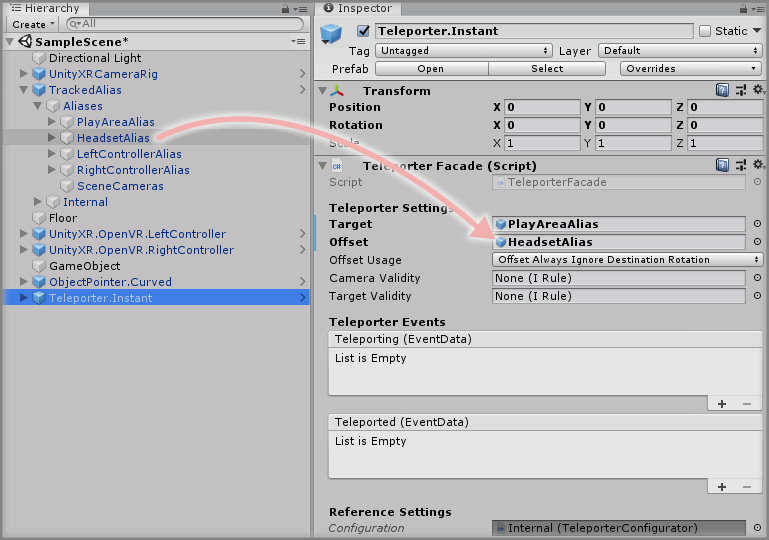 Hierarchy
Create
All
SampleScene*
Directional Light
UnityXRCameraRig
TrackedAlias
Aliases
PlayAreaAlias
HeadsetAlias
LeftControllerAlias
RightControllerAlias
SceneCameras
Internal
Floor
UnityXR.OpenVR.LeftController
UnityXR.OpenVR.RightController
GameObject
ObjectPointer.Curved
Teleporter.Instant
Inspector
Teleporter.Instant
Static
Tag Untagged Layer Default
Prefab Open Select Overrides
Transform
Position X 0 Y 0 Z 0
Rotation X 0 Y 0 Z 0
Scale X 1 Y 1 Z 1
Teleporter Facade (Script)
Script TeleporterFacade
Teleporter Settings
Target PlayAreaAlias
Offset HeadsetAlias
Offset Usage Offset Always Ignore Destination Rotation
Camera Validity None (I Rule)
Target Validity None (I Rule)
Teleporter Events
Teleporting (EventData)
List is Empty
Teleported (EventData)
List is Empty
Reference Settings
Configuration Internal (TeleporterConfigurator)